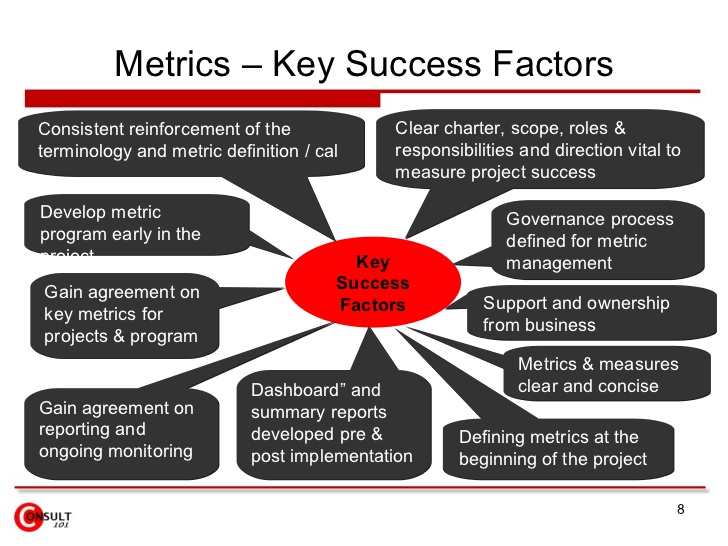 Metrics – Key Success Factors
Consistent reinforcement of the
terminology and metric definition / cal
Clear charter, scope, roles &
responsibilities and direction vital to
measure project success
Develop metric
program early in the
project
Governance process
defined for metric
management
Key
Success
Factors
Gain agreement on
key metrics for
projects & program
Support and ownership
from business
Metrics & measures
clear and concise
Gain agreement on
reporting and
ongoing monitoring
Dashboard” and
summary reports
developed pre &
post implementation
Defining metrics at the
beginning of the project
CONSULT
101
8